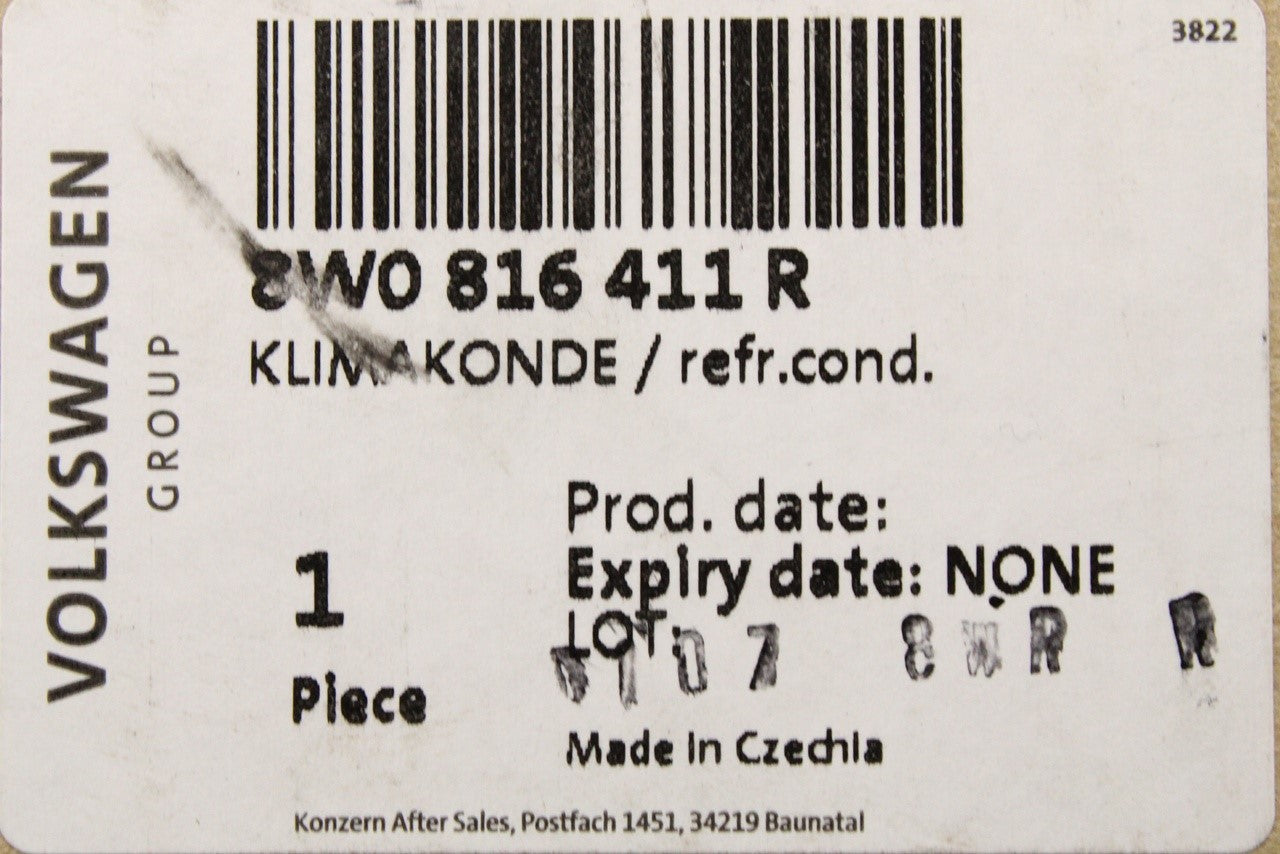 3822
VOLKSWAGEN
GROUP
8W0 816 411 R
KLIMAKONDE / refr.cond.
1
Piece
Prod. date:
Expiry date: NONE
LOT:
8WR R
Made in Czechia
Konzern After Sales, Postfach 1451, 34219 Baunatal